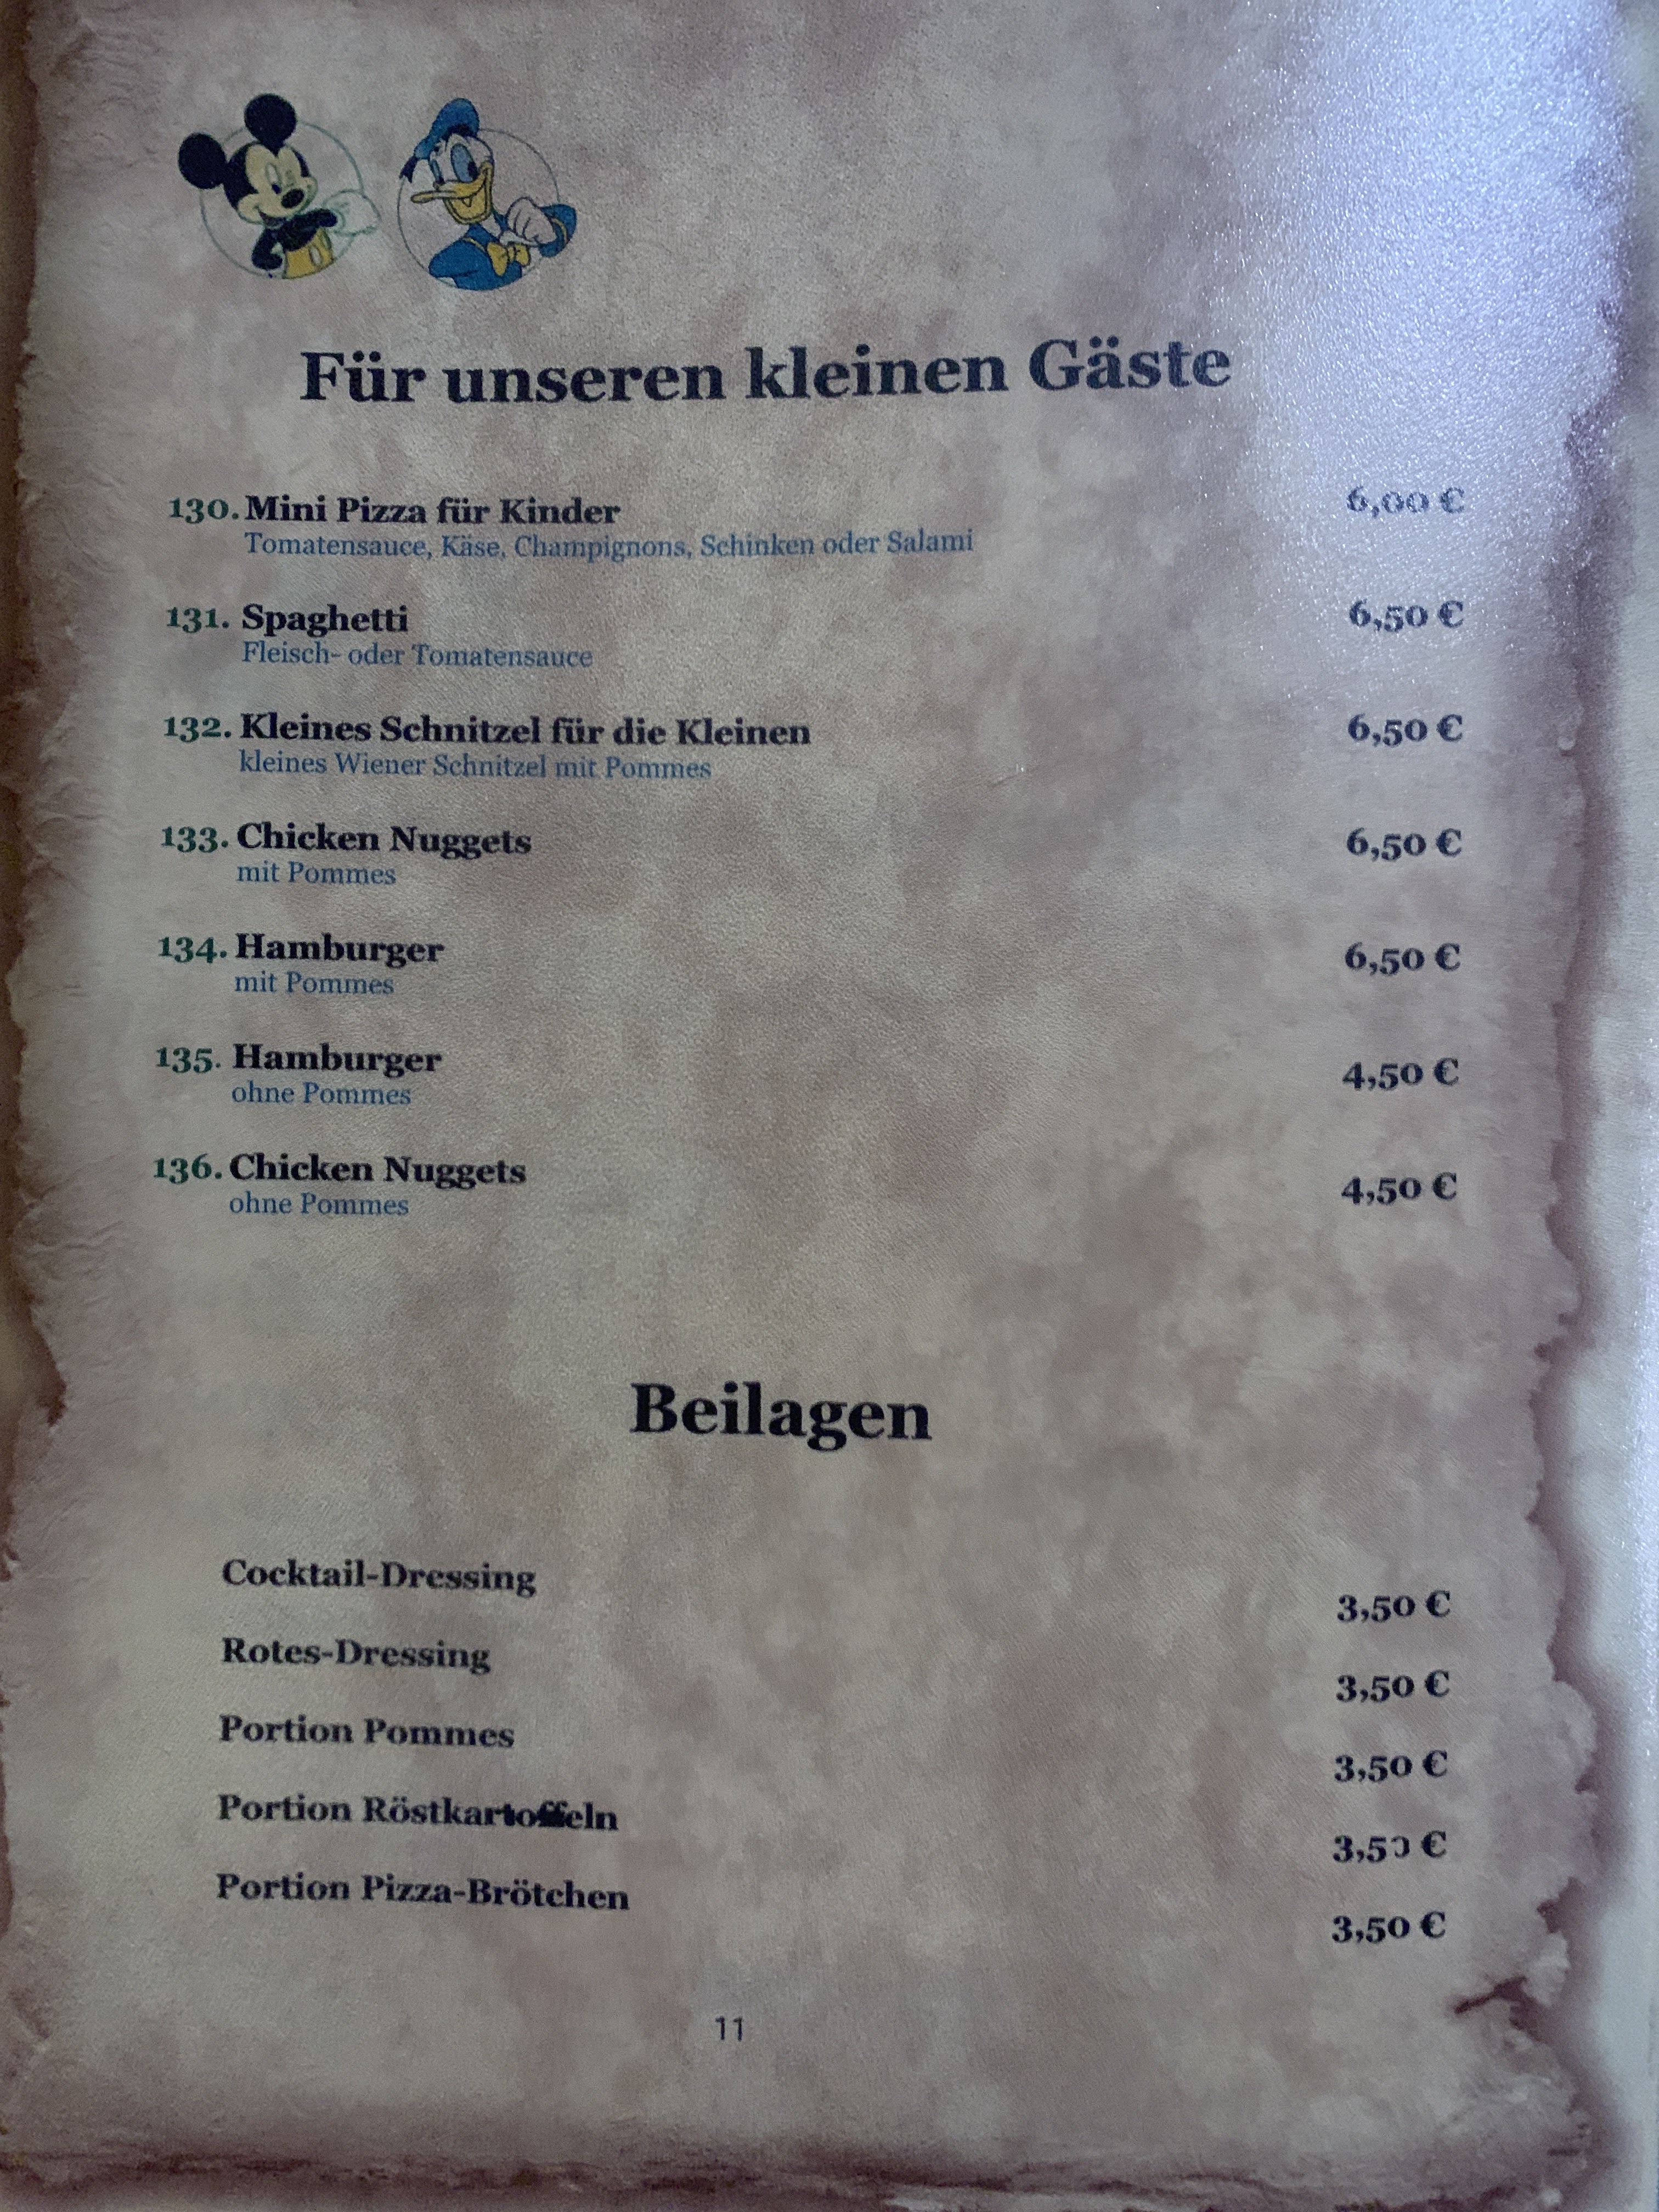 Für unseren kleinen Gäste
130. Mini Pizza für Kinder 6,00 €
Tomatensauce, Käse, Champignons, Schinken oder Salami
131. Spaghetti 6,50 €
Fleisch- oder Tomatensauce
132. Kleines Schnitzel für die Kleinen 6,50 €
kleines Wiener Schnitzel mit Pommes
133. Chicken Nuggets 6,50 €
mit Pommes
134. Hamburger 6,50 €
mit Pommes
135. Hamburger 4,50 €
ohne Pommes
136. Chicken Nuggets 4,50 €
ohne Pommes
Beilagen
Cocktail-Dressing 3,50 €
Rotes-Dressing 3,50 €
Portion Pommes 3,50 €
Portion Röstkartoffeln 3,50 €
Portion Pizza-Brötchen 3,50 €
11